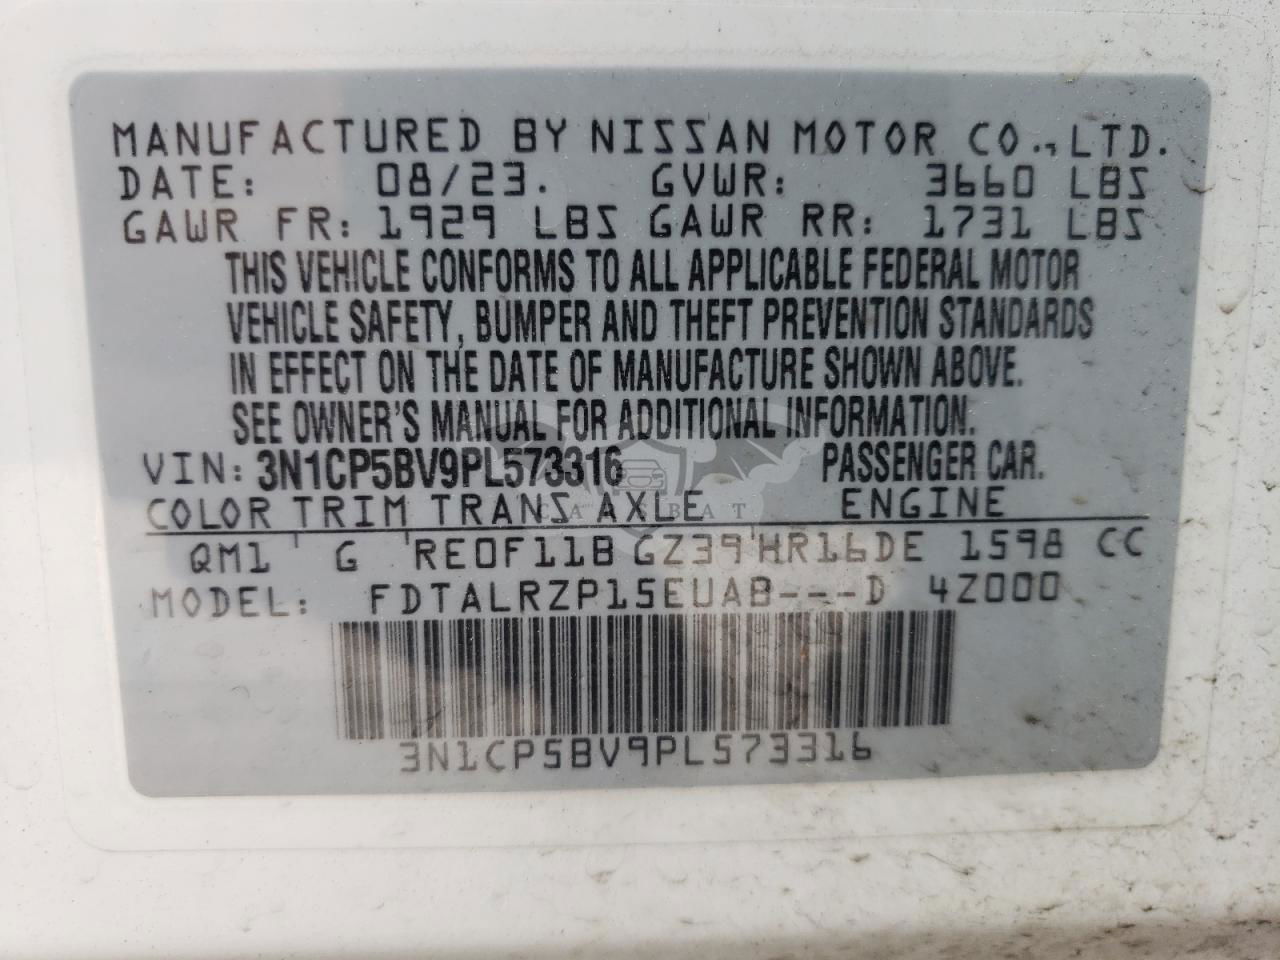 MANUFACTURED BY NISSAN MOTOR CO., LTD.
DATE: 08/23. GVWR: 3660 LBS
GAWR FR: 1929 LBS GAWR RR: 1731 LBS
THIS VEHICLE CONFORMS TO ALL APPLICABLE FEDERAL MOTOR
VEHICLE SAFETY, BUMPER AND THEFT PREVENTION STANDARDS
IN EFFECT ON THE DATE OF MANUFACTURE SHOWN ABOVE.
SEE OWNER'S MANUAL FOR ADDITIONAL INFORMATION.
VIN: 3N1CP5BV9PL573316 PASSENGER CAR.
COLOR TRIM TRANS AXLE ENGINE
QM1 G RE0F11B GZ39 HR16DE 1598 CC
MODEL: FDTALRZP15EUAB---D 4Z000
3N1CP5BV9PL573316